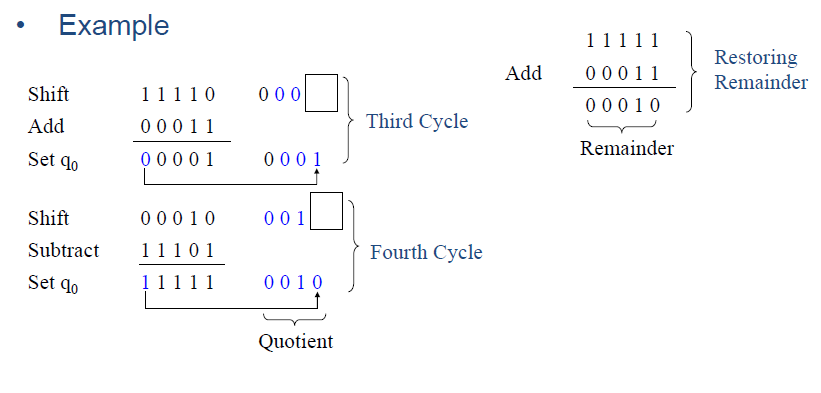 • Example
Shift 1 1 1 1 0 0 0 0
Add 0 0 0 1 1
Set q0 0 0 0 0 1 0 0 0 1
Third Cycle
Shift 0 0 0 1 0 0 0 1
Subtract 1 1 1 0 1
Set q0 1 1 1 1 1 0 0 1 0
Fourth Cycle
Quotient
1 1 1 1 1
Add 0 0 0 1 1
0 0 0 1 0
Remainder
Restoring
Remainder